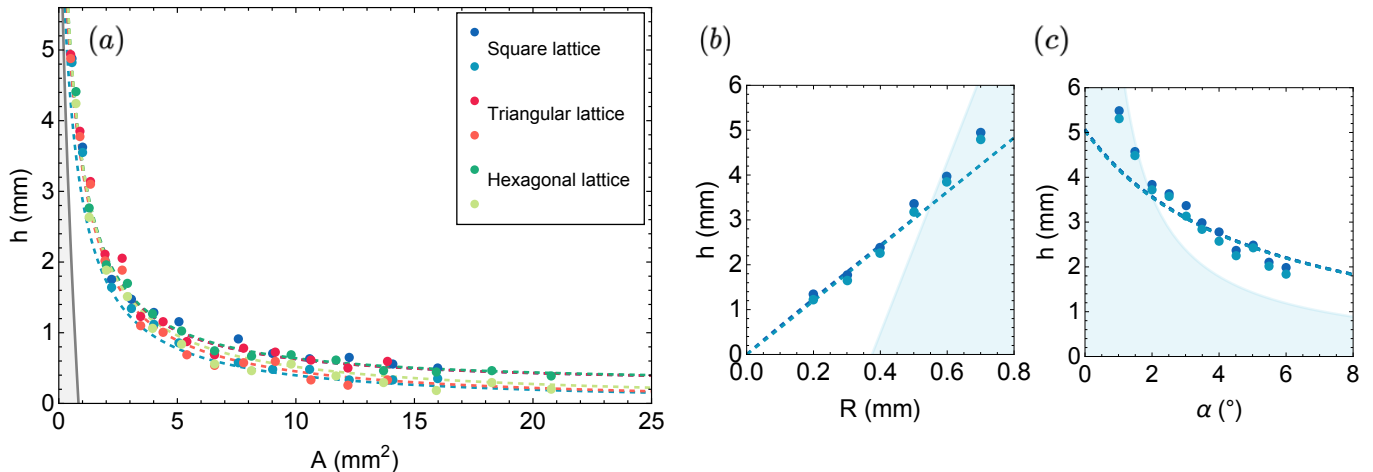 (a)
Square lattice
Triangular lattice
Hexagonal lattice
5
4
3
2
1
0
h (mm)
0 5 10 15 20 25
A (mm²)
(b)
6
5
4
3
2
1
0
h (mm)
0.0 0.2 0.4 0.6 0.8
R (mm)
(c)
6
5
4
3
2
1
0
h (mm)
0 2 4 6 8
α (°)